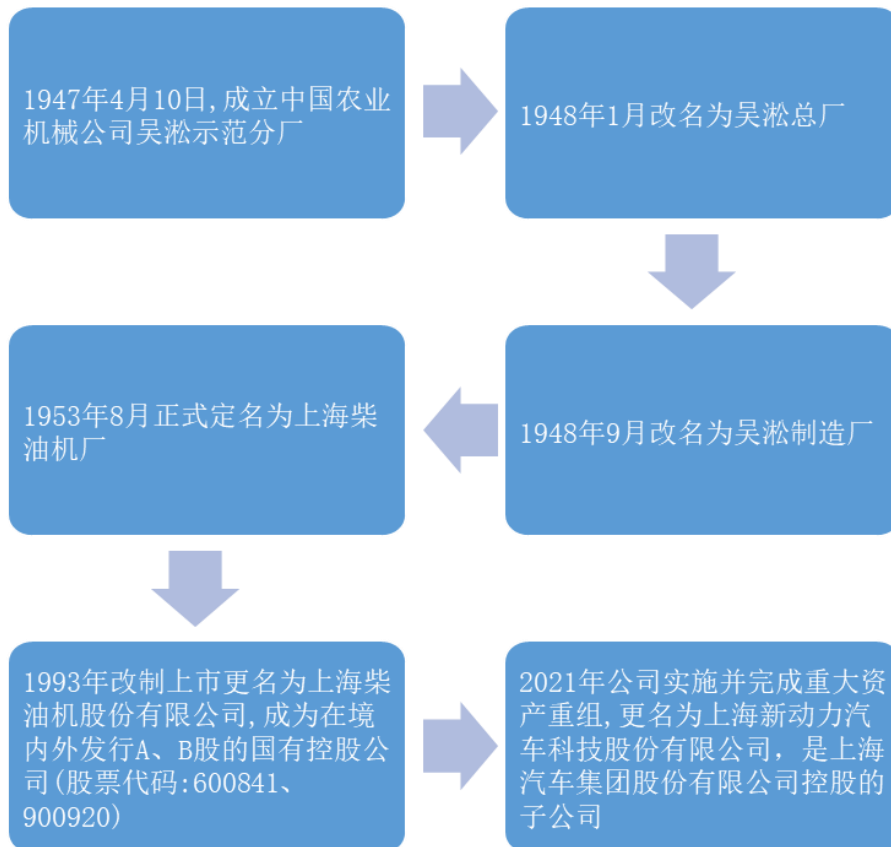 1947年4月10日,成立中国农业
机械公司吴淞示范分厂
1948年1月改名为吴淞总厂
1948年9月改名为吴淞制造厂
1953年8月正式定名为上海柴
油机厂
1993年改制上市更名为上海柴
油机股份有限公司,成为在境
内外发行A、B股的国有控股公
司(股票代码:600841、
900920)
2021年公司实施并完成重大资
产重组,更名为上海新动力汽
车科技股份有限公司，是上海
汽车集团股份有限公司控股的
子公司